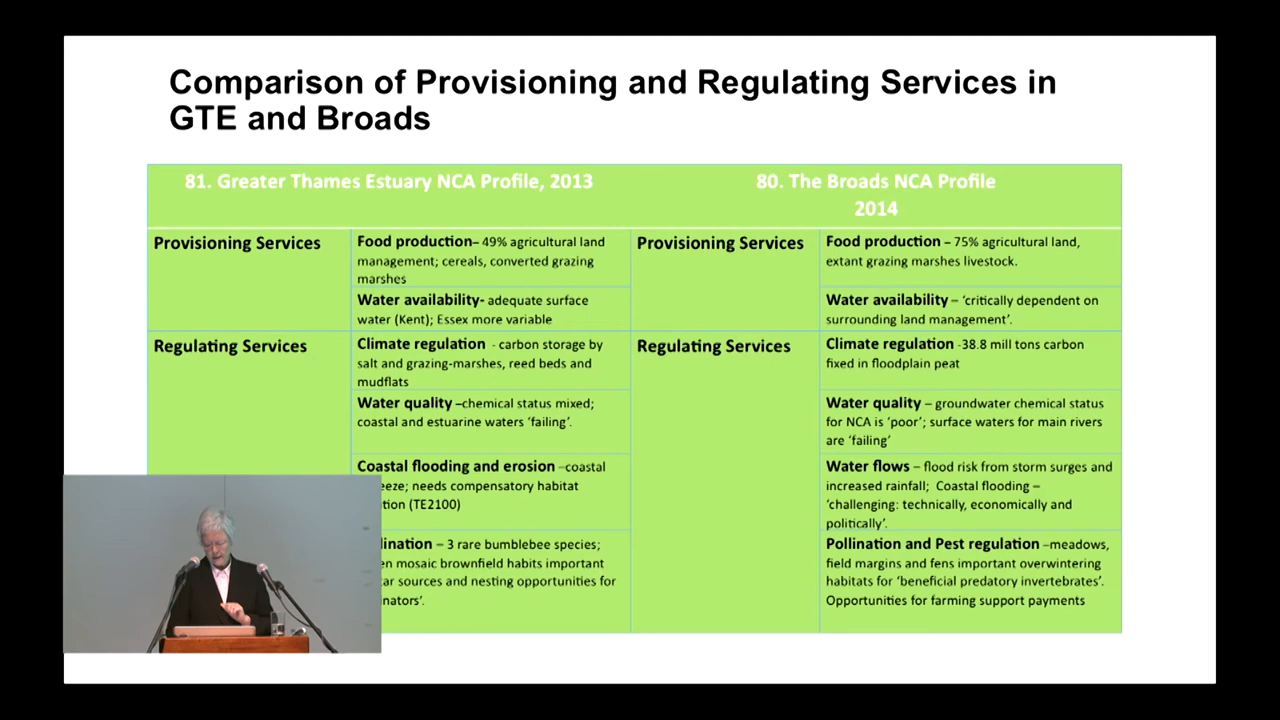 Comparison of Provisioning and Regulating Services in
GTE and Broads
81. Greater Thames Estuary NCA Profile, 2013
80. The Broads NCA Profile
2014
Provisioning Services
Food production– 49% agricultural land
management; cereals, converted grazing
marshes
Water availability- adequate surface
water (Kent); Essex more variable
Provisioning Services
Food production – 75% agricultural land,
extant grazing marshes livestock.
Water availability – ‘critically dependent on
surrounding land management’.
Regulating Services
Climate regulation - carbon storage by
salt and grazing-marshes, reed beds and
mudflats
Water quality –chemical status mixed;
coastal and estuarine waters ‘failing’.
Coastal flooding and erosion –coastal
needs compensatory habitat
(TE2100)
– 3 rare bumblebee species;
mosaic brownfield habits important
sources and nesting opportunities for
Regulating Services
Climate regulation -38.8 mill tons carbon
fixed in floodplain peat
Water quality – groundwater chemical status
for NCA is ‘poor’; surface waters for main rivers
are ‘failing’
Water flows – flood risk from storm surges and
increased rainfall; Coastal flooding –
‘challenging: technically, economically and
politically’.
Pollination and Pest regulation –meadows,
field margins and fens important overwintering
habitats for ‘beneficial predatory invertebrates’.
Opportunities for farming support payments